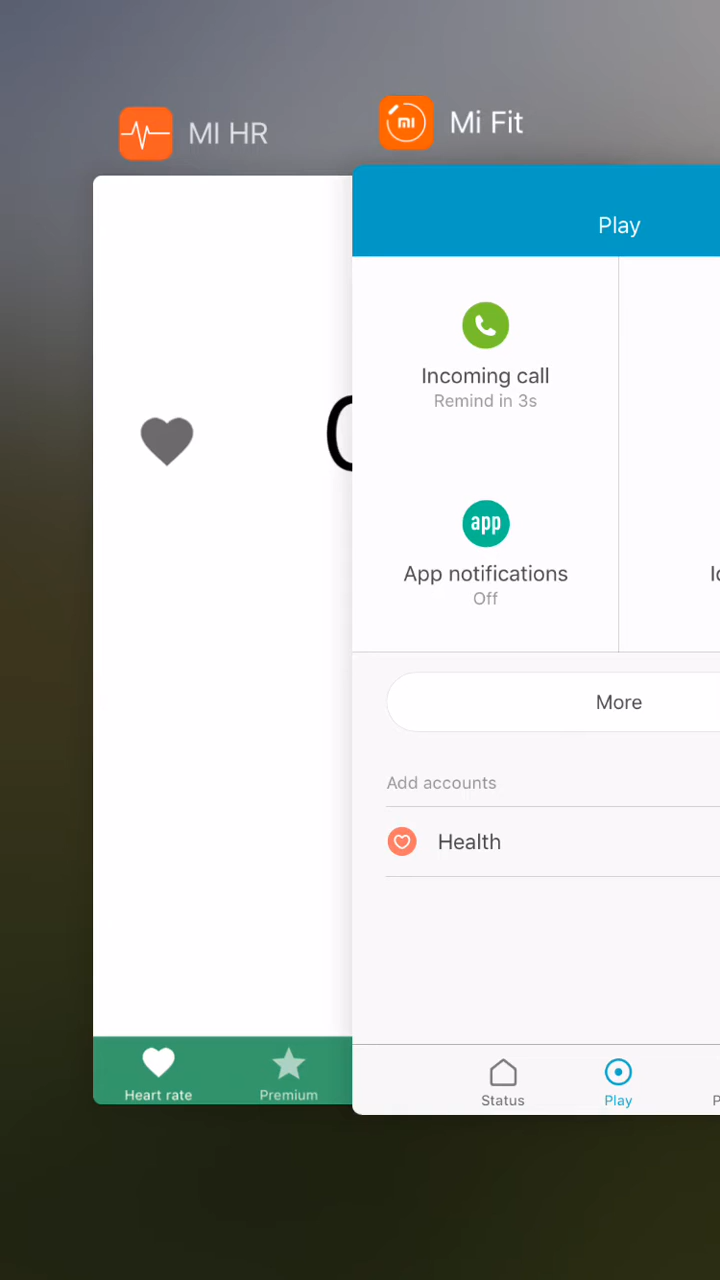 MI HR
Mi Fit
Play
Incoming call
Remind in 3s
App notifications
Off
More
Add accounts
Health
Heart rate
Premium
Status
Play